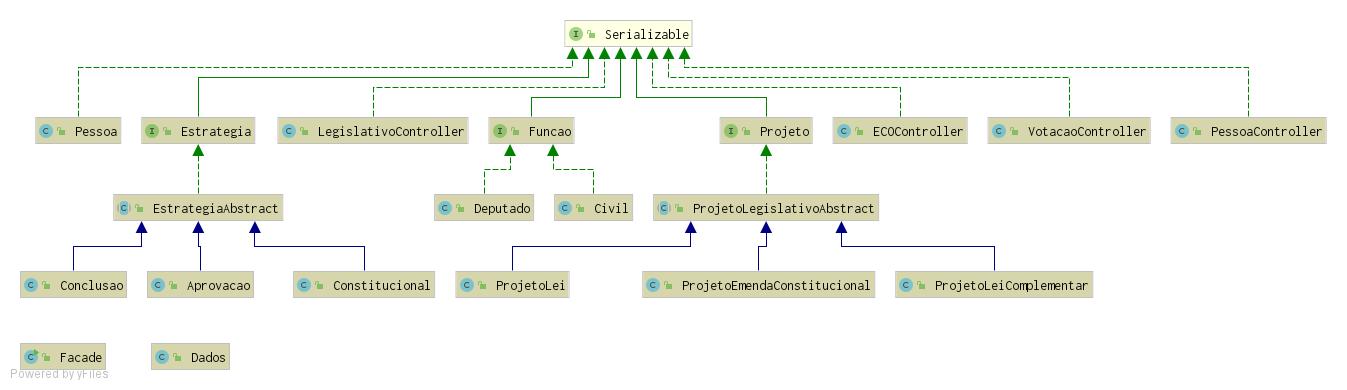 I Serializable
C Pessoa
I Estrategia
C LegislativoController
I Funcao
I Projeto
C ECOController
C VotacaoController
C PessoaController
C EstrategiaAbstract
C Deputado
C Civil
C ProjetoLegislativoAbstract
C Conclusao
C Aprovacao
C Constitucional
C ProjetoLei
C ProjetoEmendaConstitucional
C ProjetoLeiComplementar
C Facade
C Dados
Powered by yFiles